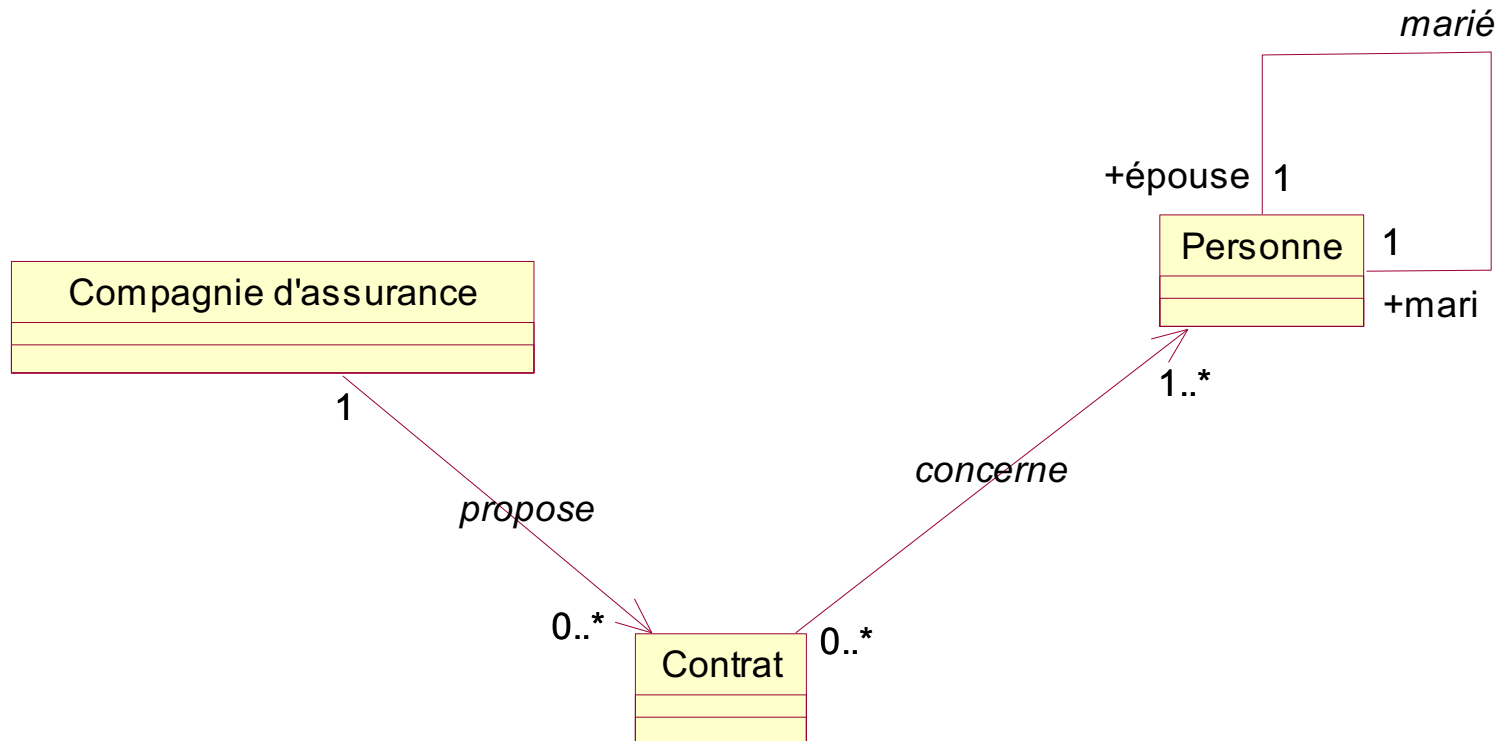 marié
+épouse 1
Personne
1
+mari
Compagnie d'assurance
1
1..*
concerne
propose
0..*
0..*
Contrat